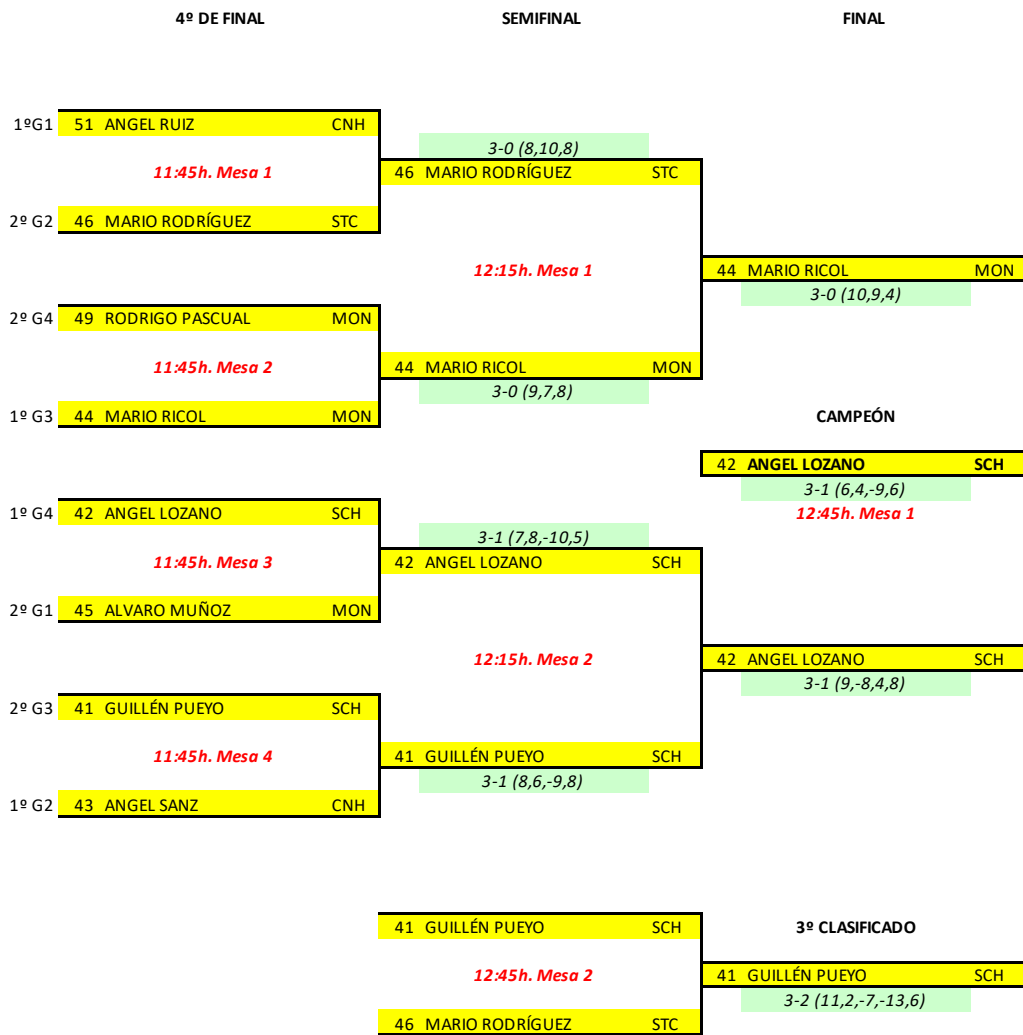 4º DE FINAL SEMIFINAL FINAL
1ºG1 51 ANGEL RUIZ CNH
3-0 (8,10,8)
11:45h. Mesa 1 46 MARIO RODRÍGUEZ STC
2º G2 46 MARIO RODRÍGUEZ STC
12:15h. Mesa 1 44 MARIO RICOL MON
3-0 (10,9,4)
2º G4 49 RODRIGO PASCUAL MON
11:45h. Mesa 2 44 MARIO RICOL MON
3-0 (9,7,8)
1º G3 44 MARIO RICOL MON CAMPEÓN
42 ANGEL LOZANO SCH
3-1 (6,4,-9,6)
1º G4 42 ANGEL LOZANO SCH 12:45h. Mesa 1
3-1 (7,8,-10,5)
11:45h. Mesa 3 42 ANGEL LOZANO SCH
2º G1 45 ALVARO MUÑOZ MON
12:15h. Mesa 2 42 ANGEL LOZANO SCH
3-1 (9,-8,4,8)
2º G3 41 GUILLÉN PUEYO SCH
11:45h. Mesa 4 41 GUILLÉN PUEYO SCH
3-1 (8,6,-9,8)
1º G2 43 ANGEL SANZ CNH
41 GUILLÉN PUEYO SCH 3º CLASIFICADO
12:45h. Mesa 2 41 GUILLÉN PUEYO SCH
3-2 (11,2,-7,-13,6)
46 MARIO RODRÍGUEZ STC